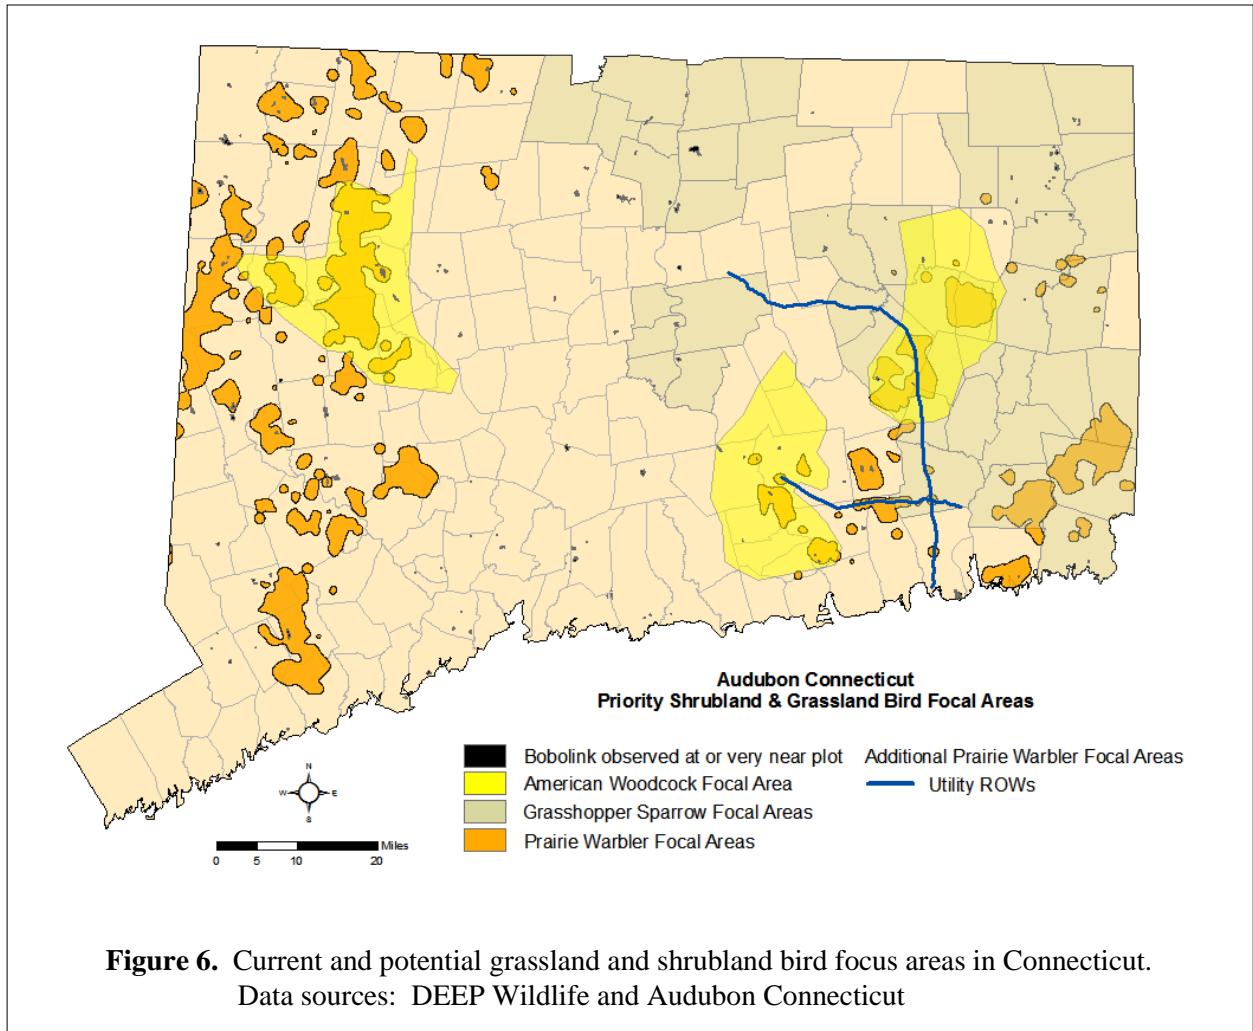 Audubon Connecticut
Priority Shrubland & Grassland Bird Focal Areas
Bobolink observed at or very near plot
American Woodcock Focal Area
Grasshopper Sparrow Focal Areas
Prairie Warbler Focal Areas
Additional Prairie Warbler Focal Areas
Utility ROWs
N
W E
S
Miles
0 5 10 20
Figure 6. Current and potential grassland and shrubland bird focus areas in Connecticut.
Data sources: DEEP Wildlife and Audubon Connecticut